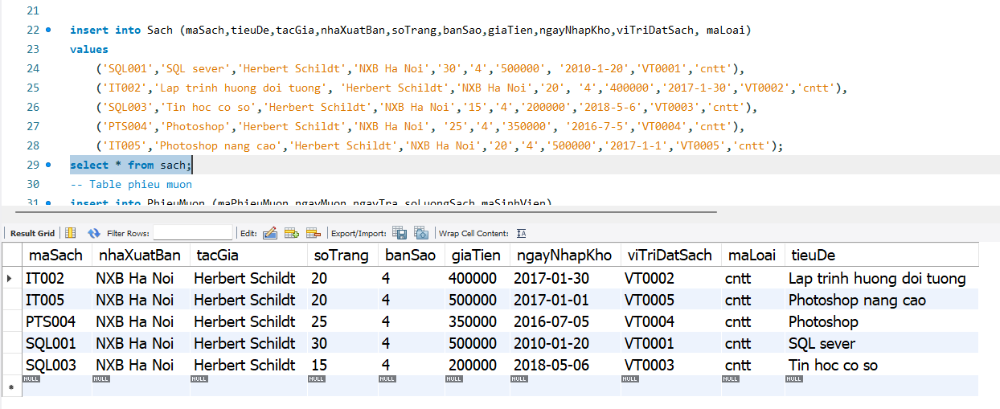 21
22 insert into Sach (maSach,tieuDe,tacGia,nhaXuatBan,soTrang,banSao,giaTien,ngayNhapKho,viTriDatSach, maLoai)
23 values
24 ('SQL001','SQL sever','Herbert Schildt','NXB Ha Noi','30','4','500000', '2010-1-20','VT0001','cntt'),
25 ('IT002','Lap trinh huong doi tuong', 'Herbert Schildt','NXB Ha Noi','20', '4','400000','2017-1-30','VT0002','cntt'),
26 ('SQL003','Tin hoc co so','Herbert Schildt','NXB Ha Noi','15','4','200000','2018-5-6','VT0003','cntt'),
27 ('PTS004','Photoshop','Herbert Schildt','NXB Ha Noi', '25','4','350000', '2016-7-5','VT0004','cntt'),
28 ('IT005','Photoshop nang cao','Herbert Schildt','NXB Ha Noi','20','4','500000','2017-1-1','VT0005','cntt');
29 select * from sach;
30 -- Table phieu muon
31 insert into PhieuMuon (maPhieuMuon,ngayMuon,ngayTra,soLuongSach,maSinhVien)
Result Grid Filter Rows: Edit: Export/Import: Wrap Cell Content: IA
maSach nhaXuatBan tacGia soTrang banSao giaTien ngayNhapKho viTriDatSach maLoai tieuDe
IT002 NXB Ha Noi Herbert Schildt 20 4 400000 2017-01-30 VT0002 cntt Lap trinh huong doi tuong
IT005 NXB Ha Noi Herbert Schildt 20 4 500000 2017-01-01 VT0005 cntt Photoshop nang cao
PTS004 NXB Ha Noi Herbert Schildt 25 4 350000 2016-07-05 VT0004 cntt Photoshop
SQL001 NXB Ha Noi Herbert Schildt 30 4 500000 2010-01-20 VT0001 cntt SQL sever
SQL003 NXB Ha Noi Herbert Schildt 15 4 200000 2018-05-06 VT0003 cntt Tin hoc co so
NULL NULL NULL NULL NULL NULL NULL NULL NULL NULL